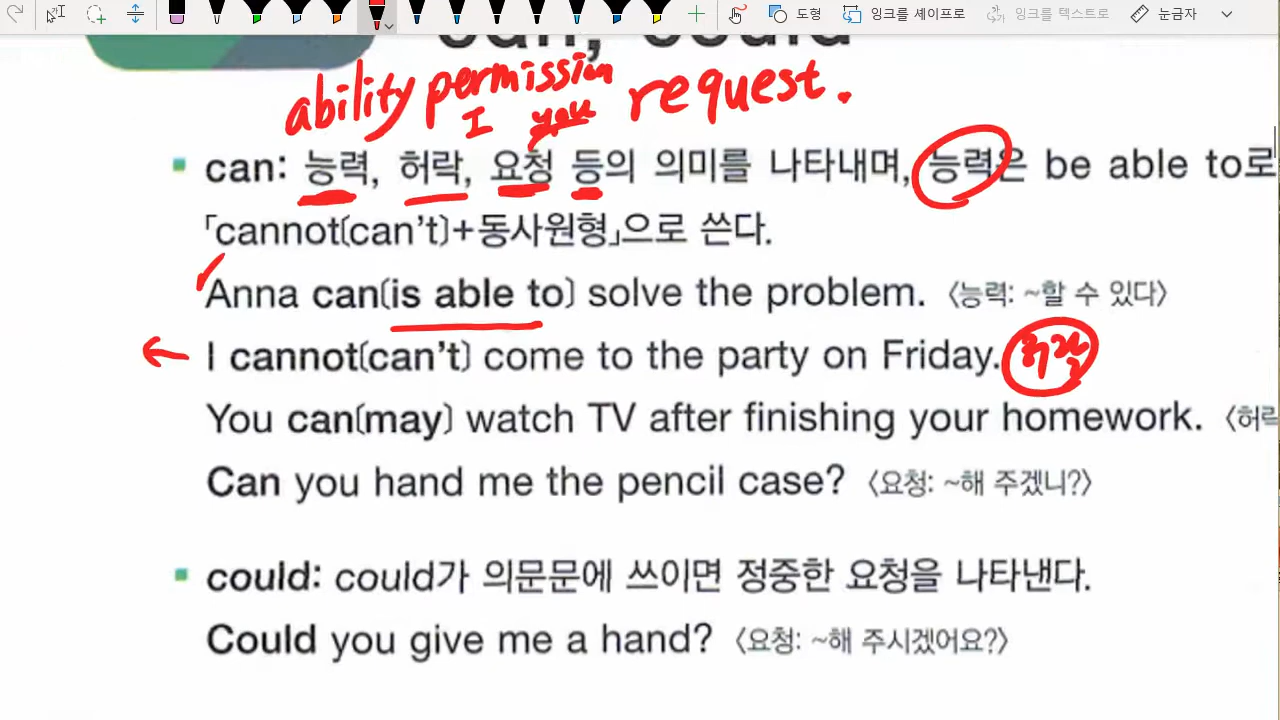 도형 잉크를 셰이프로 잉크를 텍스트로 눈금자
can, could
ability permission request.
I you
can: 능력, 허락, 요청 등의 의미를 나타내며, 능력은 be able to로
「cannot(can't)+동사원형」으로 쓴다.
Anna can(is able to) solve the problem. 〈능력: ~할 수 있다〉
I cannot(can't) come to the party on Friday.
You can(may) watch TV after finishing your homework. 〈허
Can you hand me the pencil case? 〈요청: ~해 주겠니?〉
could: could가 의문문에 쓰이면 정중한 요청을 나타낸다.
Could you give me a hand? 〈요청: ~해 주시겠어요?〉